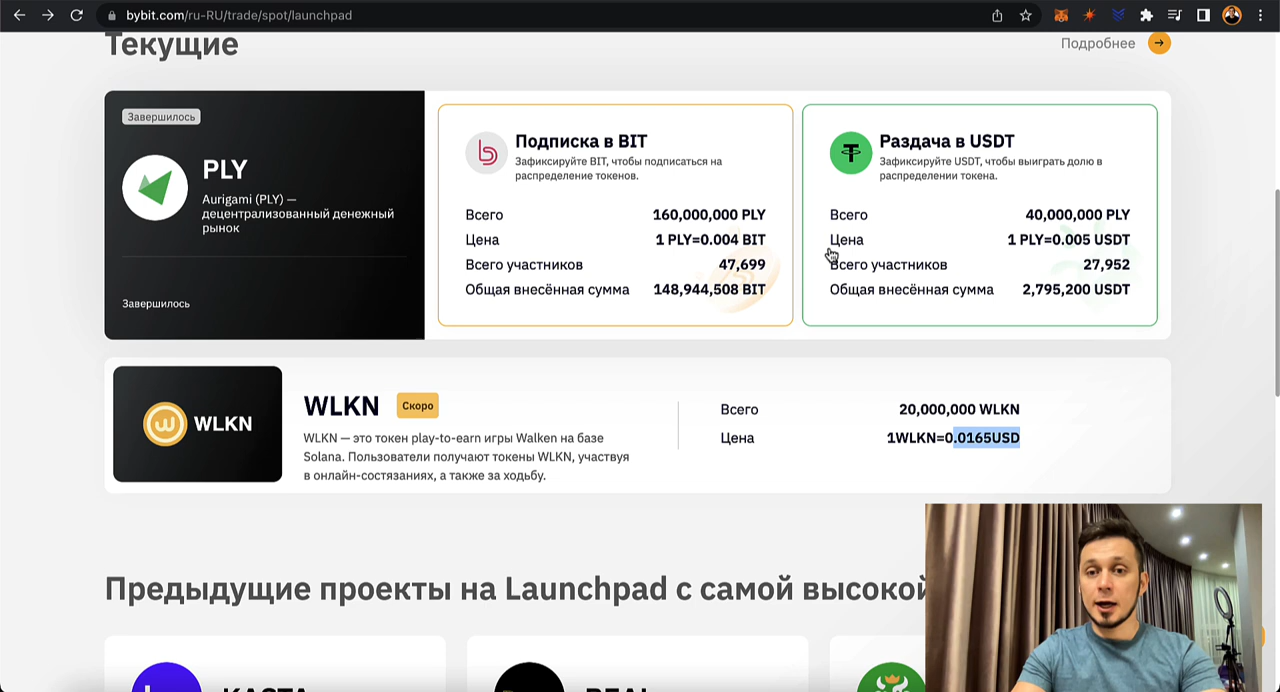 bybit.com/ru-RU/trade/spot/launchpad
Текущие
Подробнее
Завершилось
PLY
Aurigami (PLY) —
децентрализованный денежный
рынок
Завершилось
Подписка в BIT
Зафиксируйте BIT, чтобы подписаться на
распределение токенов.
Всего 160,000,000 PLY
Цена 1 PLY=0.004 BIT
Всего участников 47,699
Общая внесённая сумма 148,944,508 BIT
Раздача в USDT
Зафиксируйте USDT, чтобы выиграть долю в
распределении токена.
Всего 40,000,000 PLY
Цена 1 PLY=0.005 USDT
Всего участников 27,952
Общая внесённая сумма 2,795,200 USDT
WLKN
WLKN Скоро
WLKN — это токен play-to-earn игры Walken на базе
Solana. Пользователи получают токены WLKN, участвуя
в онлайн-состязаниях, а также за ходьбу.
Всего 20,000,000 WLKN
Цена 1WLKN=0.0165USD
Предыдущие проекты на Launchpad с самой высокой